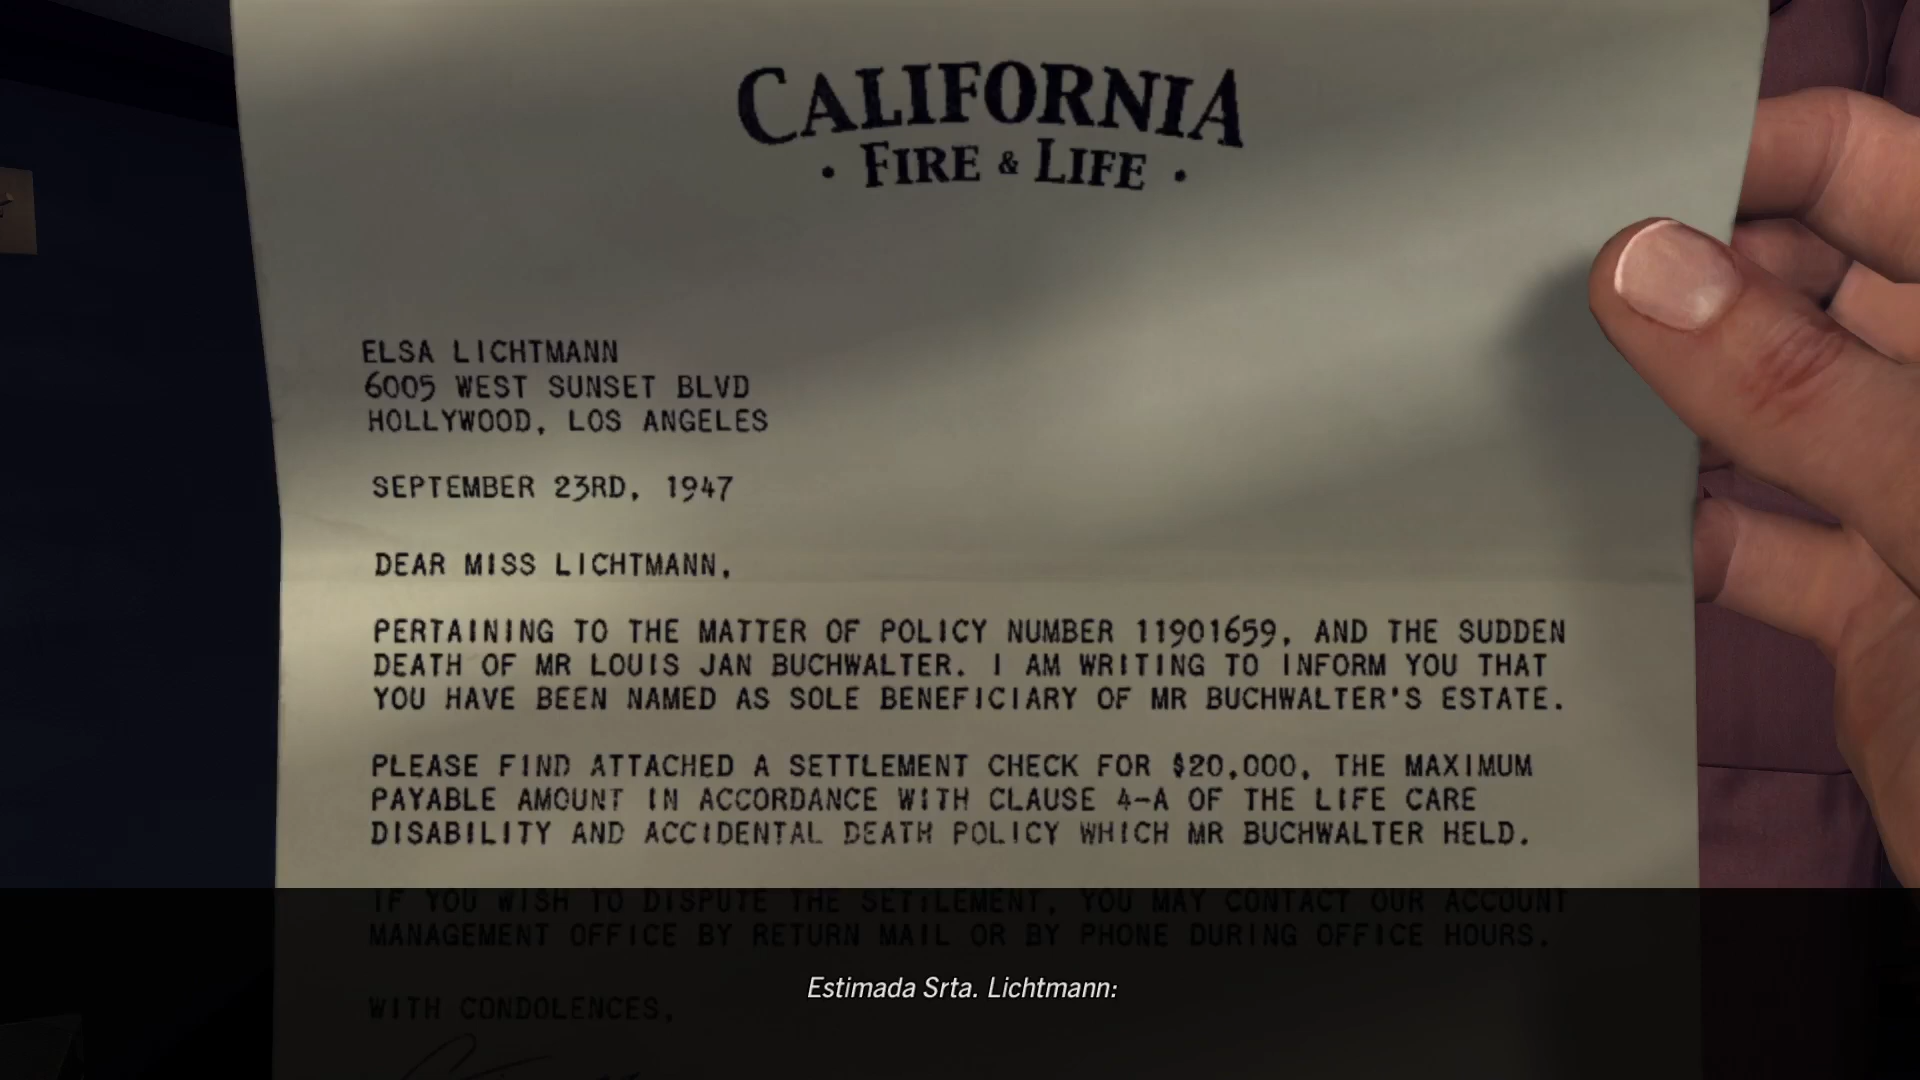 CALIFORNIA
• FIRE & LIFE •
ELSA LICHTMANN
6005 WEST SUNSET BLVD
HOLLYWOOD, LOS ANGELES
SEPTEMBER 23RD, 1947
DEAR MISS LICHTMANN,
PERTAINING TO THE MATTER OF POLICY NUMBER 11901659, AND THE SUDDEN
DEATH OF MR LOUIS JAN BUCHWALTER. I AM WRITING TO INFORM YOU THAT
YOU HAVE BEEN NAMED AS SOLE BENEFICIARY OF MR BUCHWALTER'S ESTATE.
PLEASE FIND ATTACHED A SETTLEMENT CHECK FOR $20,000, THE MAXIMUM
PAYABLE AMOUNT IN ACCORDANCE WITH CLAUSE 4-A OF THE LIFE CARE
DISABILITY AND ACCIDENTAL DEATH POLICY WHICH MR BUCHWALTER HELD.
IF YOU WISH TO DISPUTE THE SETTLEMENT, YOU MAY CONTACT OUR ACCOUNT
MANAGEMENT OFFICE BY RETURN MAIL OR BY PHONE DURING OFFICE HOURS.
Estimada Srta. Lichtmann:
WITH CONDOLENCES,